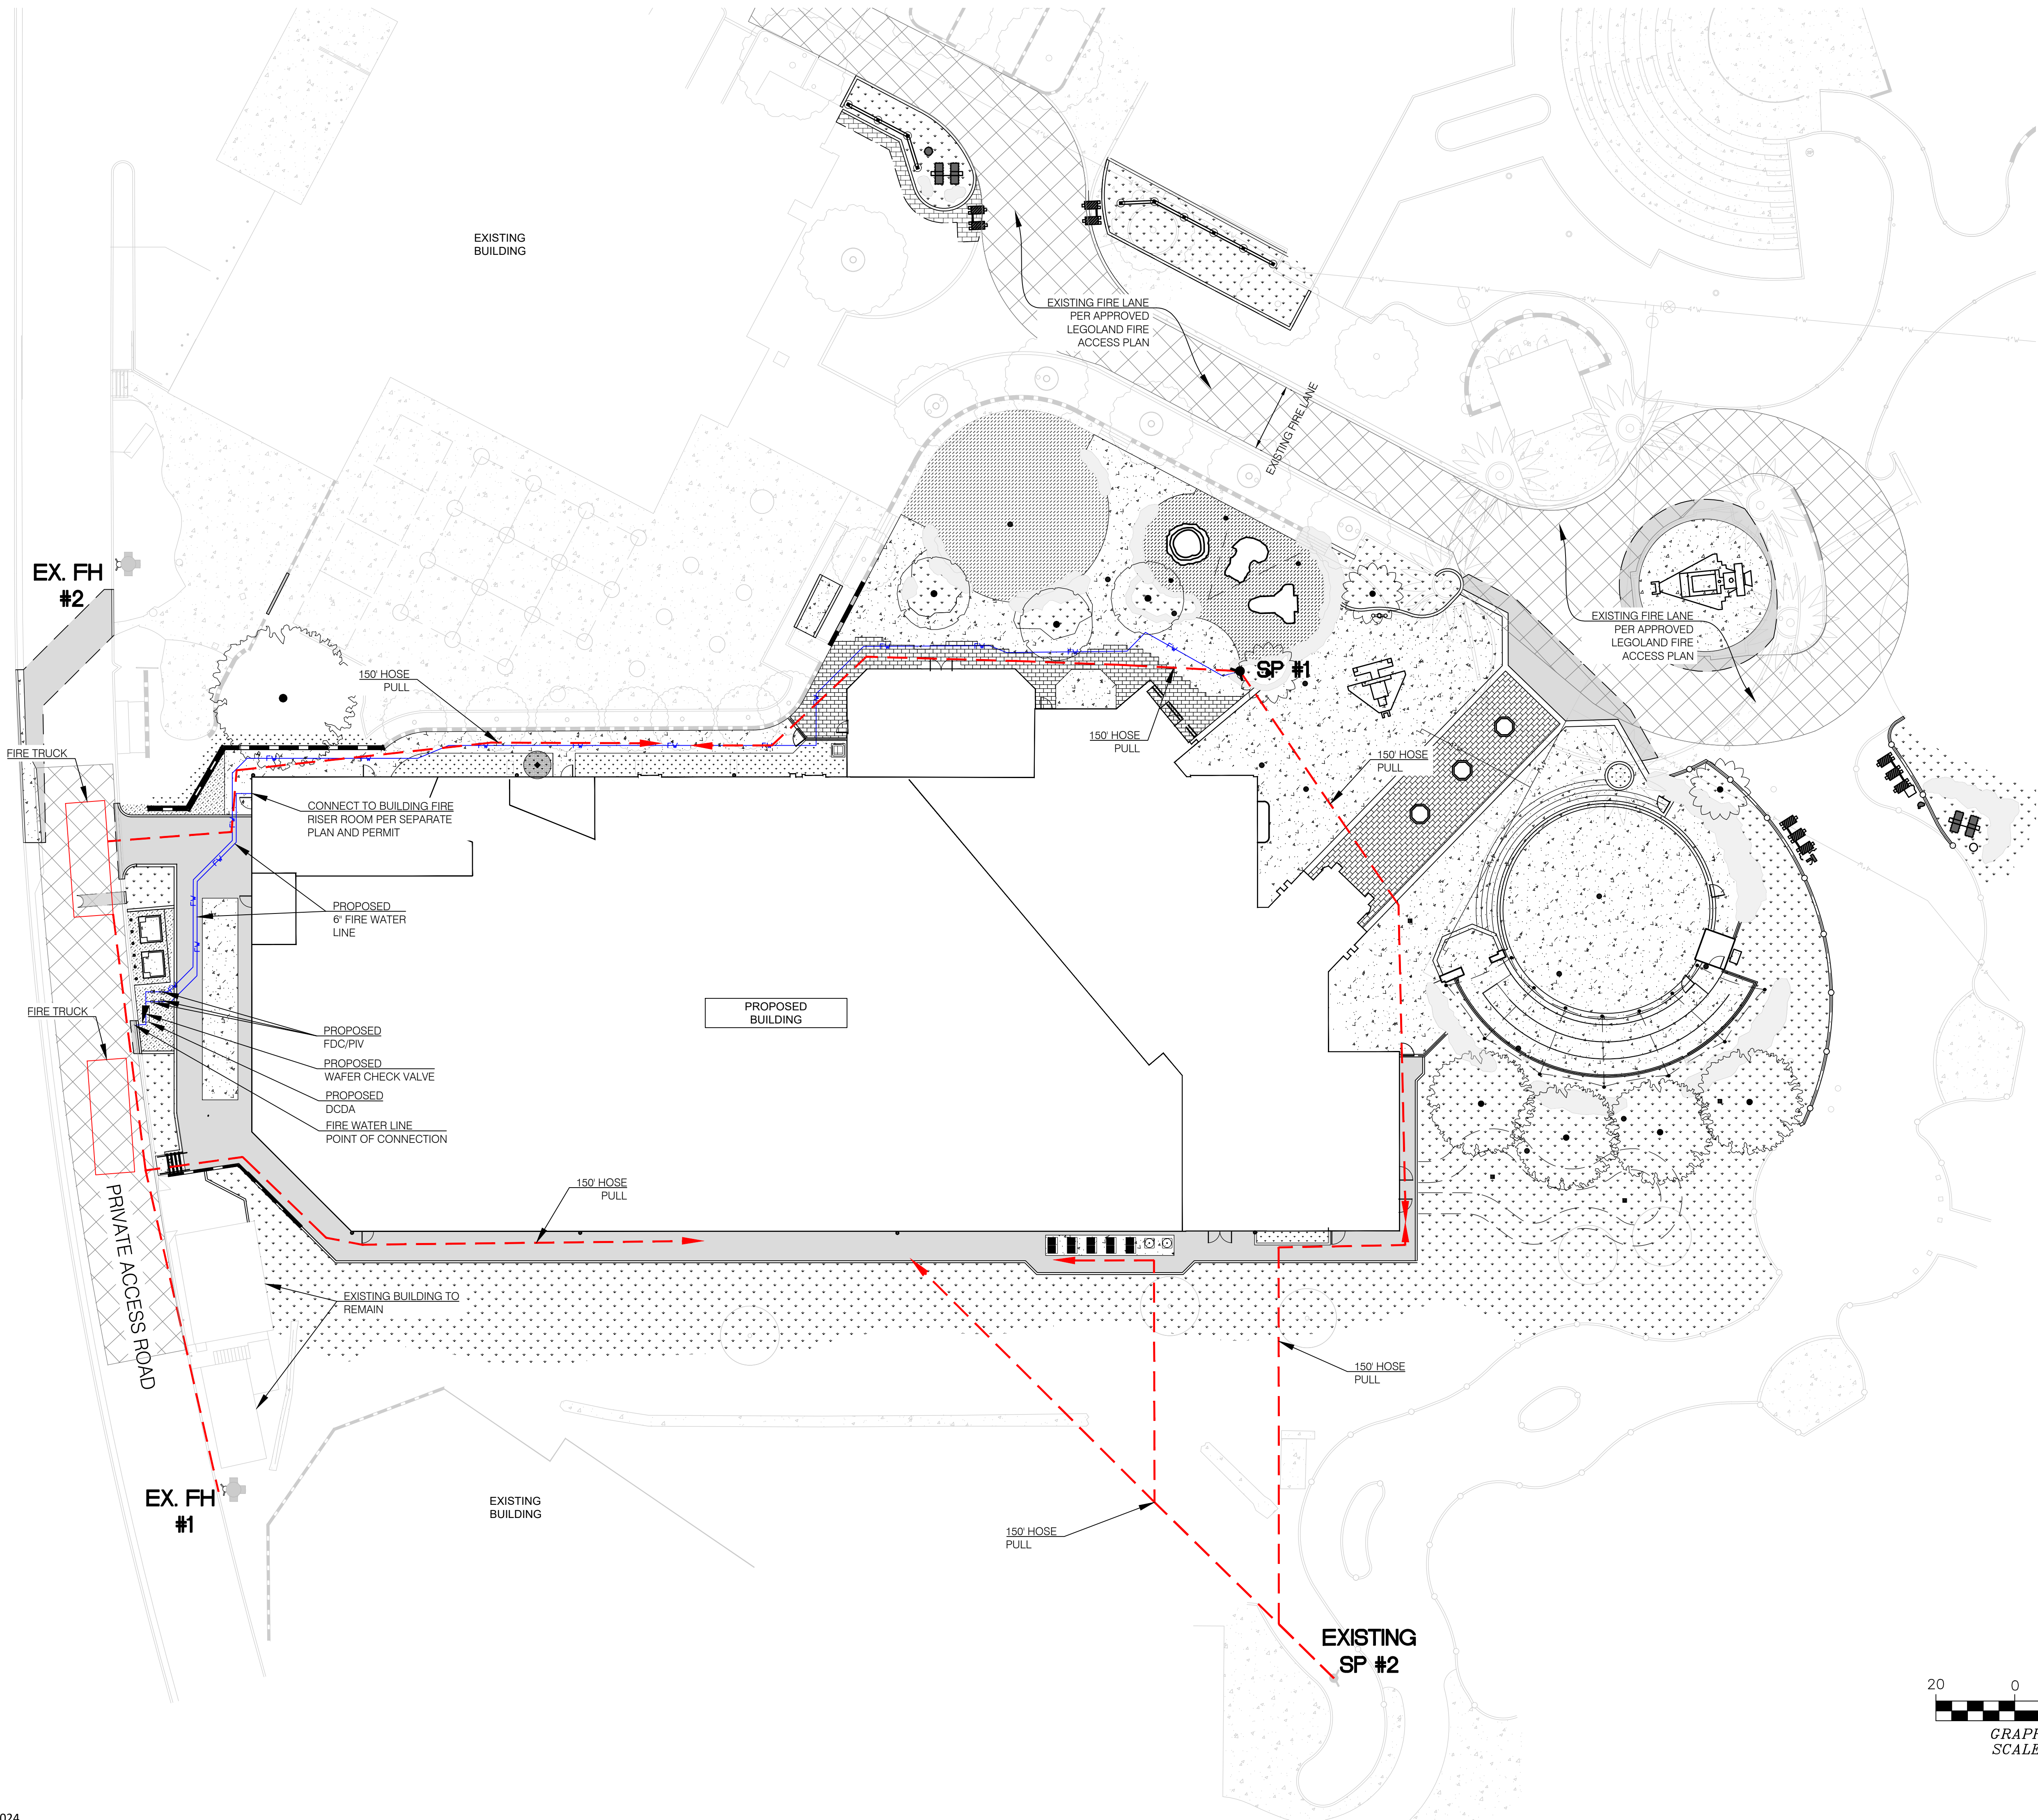 EXISTING
BUILDING
EXISTING FIRE LANE
PER APPROVED
LEGOLAND FIRE
ACCESS PLAN
EXISTING FIRE LANE
EX. FH
#2
EXISTING FIRE LANE
PER APPROVED
LEGOLAND FIRE
ACCESS PLAN
150' HOSE
PULL
SP #1
150' HOSE
PULL
150' HOSE
PULL
FIRE TRUCK
CONNECT TO BUILDING FIRE
RISER ROOM PER SEPARATE
PLAN AND PERMIT
PROPOSED
6" FIRE WATER
LINE
PROPOSED
BUILDING
FIRE TRUCK
PROPOSED
FDC/PIV
PROPOSED
WAFER CHECK VALVE
PROPOSED
DCDA
FIRE WATER LINE
POINT OF CONNECTION
150' HOSE
PULL
PRIVATE ACCESS ROAD
EXISTING BUILDING TO
REMAIN
150' HOSE
PULL
EX. FH
#1
EXISTING
BUILDING
150' HOSE
PULL
EXISTING
SP #2
20 0
GRAPH
SCALE
024